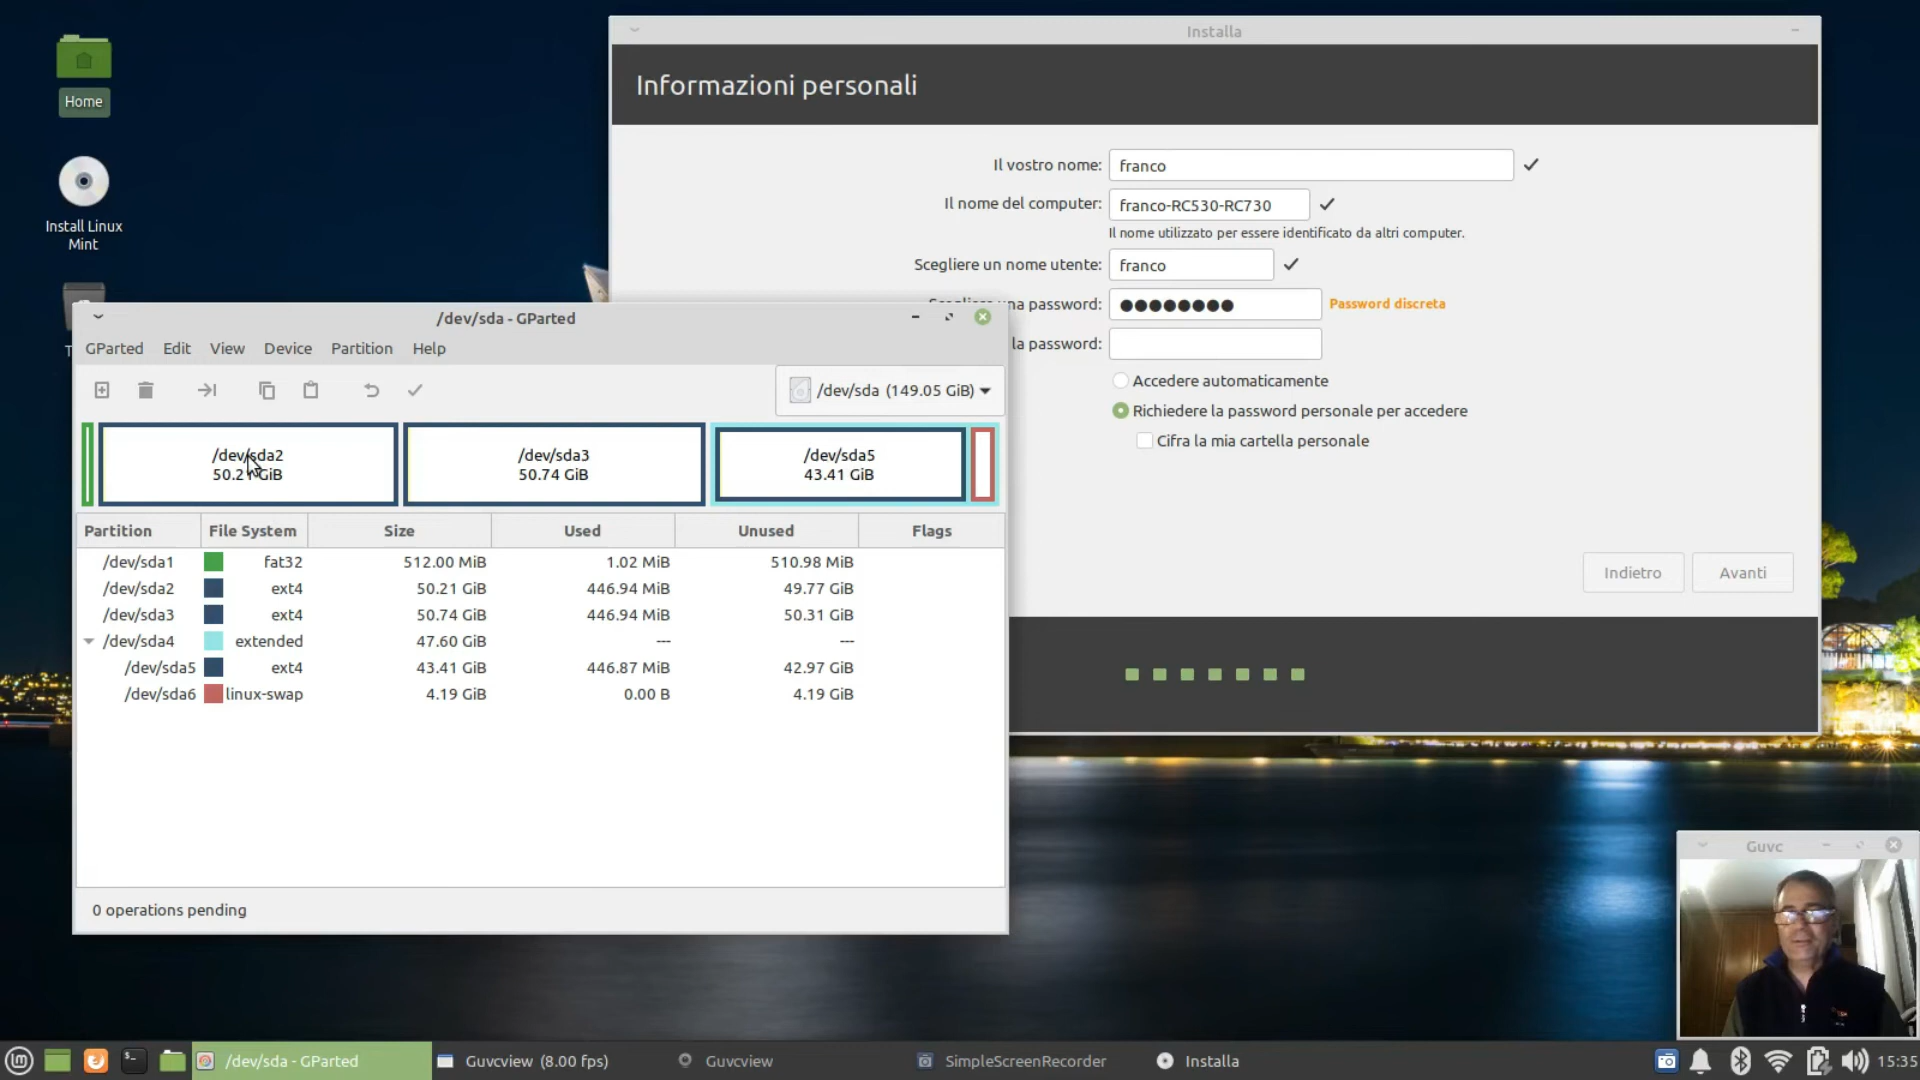 Home
Install Linux
Mint
Installa
Informazioni personali
Il vostro nome: franco
Il nome del computer: franco-RC530-RC730
Il nome utilizzato per essere identificato da altri computer.
Scegliere un nome utente: franco
na password: ●●●●●●●● Password discreta
la password:
Accedere automaticamente
Richiedere la password personale per accedere
Cifra la mia cartella personale
Indietro Avanti
/dev/sda - GParted
GParted Edit View Device Partition Help
/dev/sda (149.05 GiB)
/dev/sda2
50.21 GiB
/dev/sda3
50.74 GiB
/dev/sda5
43.41 GiB
Partition File System Size Used Unused Flags
/dev/sda1 fat32 512.00 MiB 1.02 MiB 510.98 MiB
/dev/sda2 ext4 50.21 GiB 446.94 MiB 49.77 GiB
/dev/sda3 ext4 50.74 GiB 446.94 MiB 50.31 GiB
/dev/sda4 extended 47.60 GiB --- ---
/dev/sda5 ext4 43.41 GiB 446.87 MiB 42.97 GiB
/dev/sda6 linux-swap 4.19 GiB 0.00 B 4.19 GiB
0 operations pending
Guvc
/dev/sda - GParted Guvcview (8.00 fps) Guvcview SimpleScreenRecorder Installa 15:35